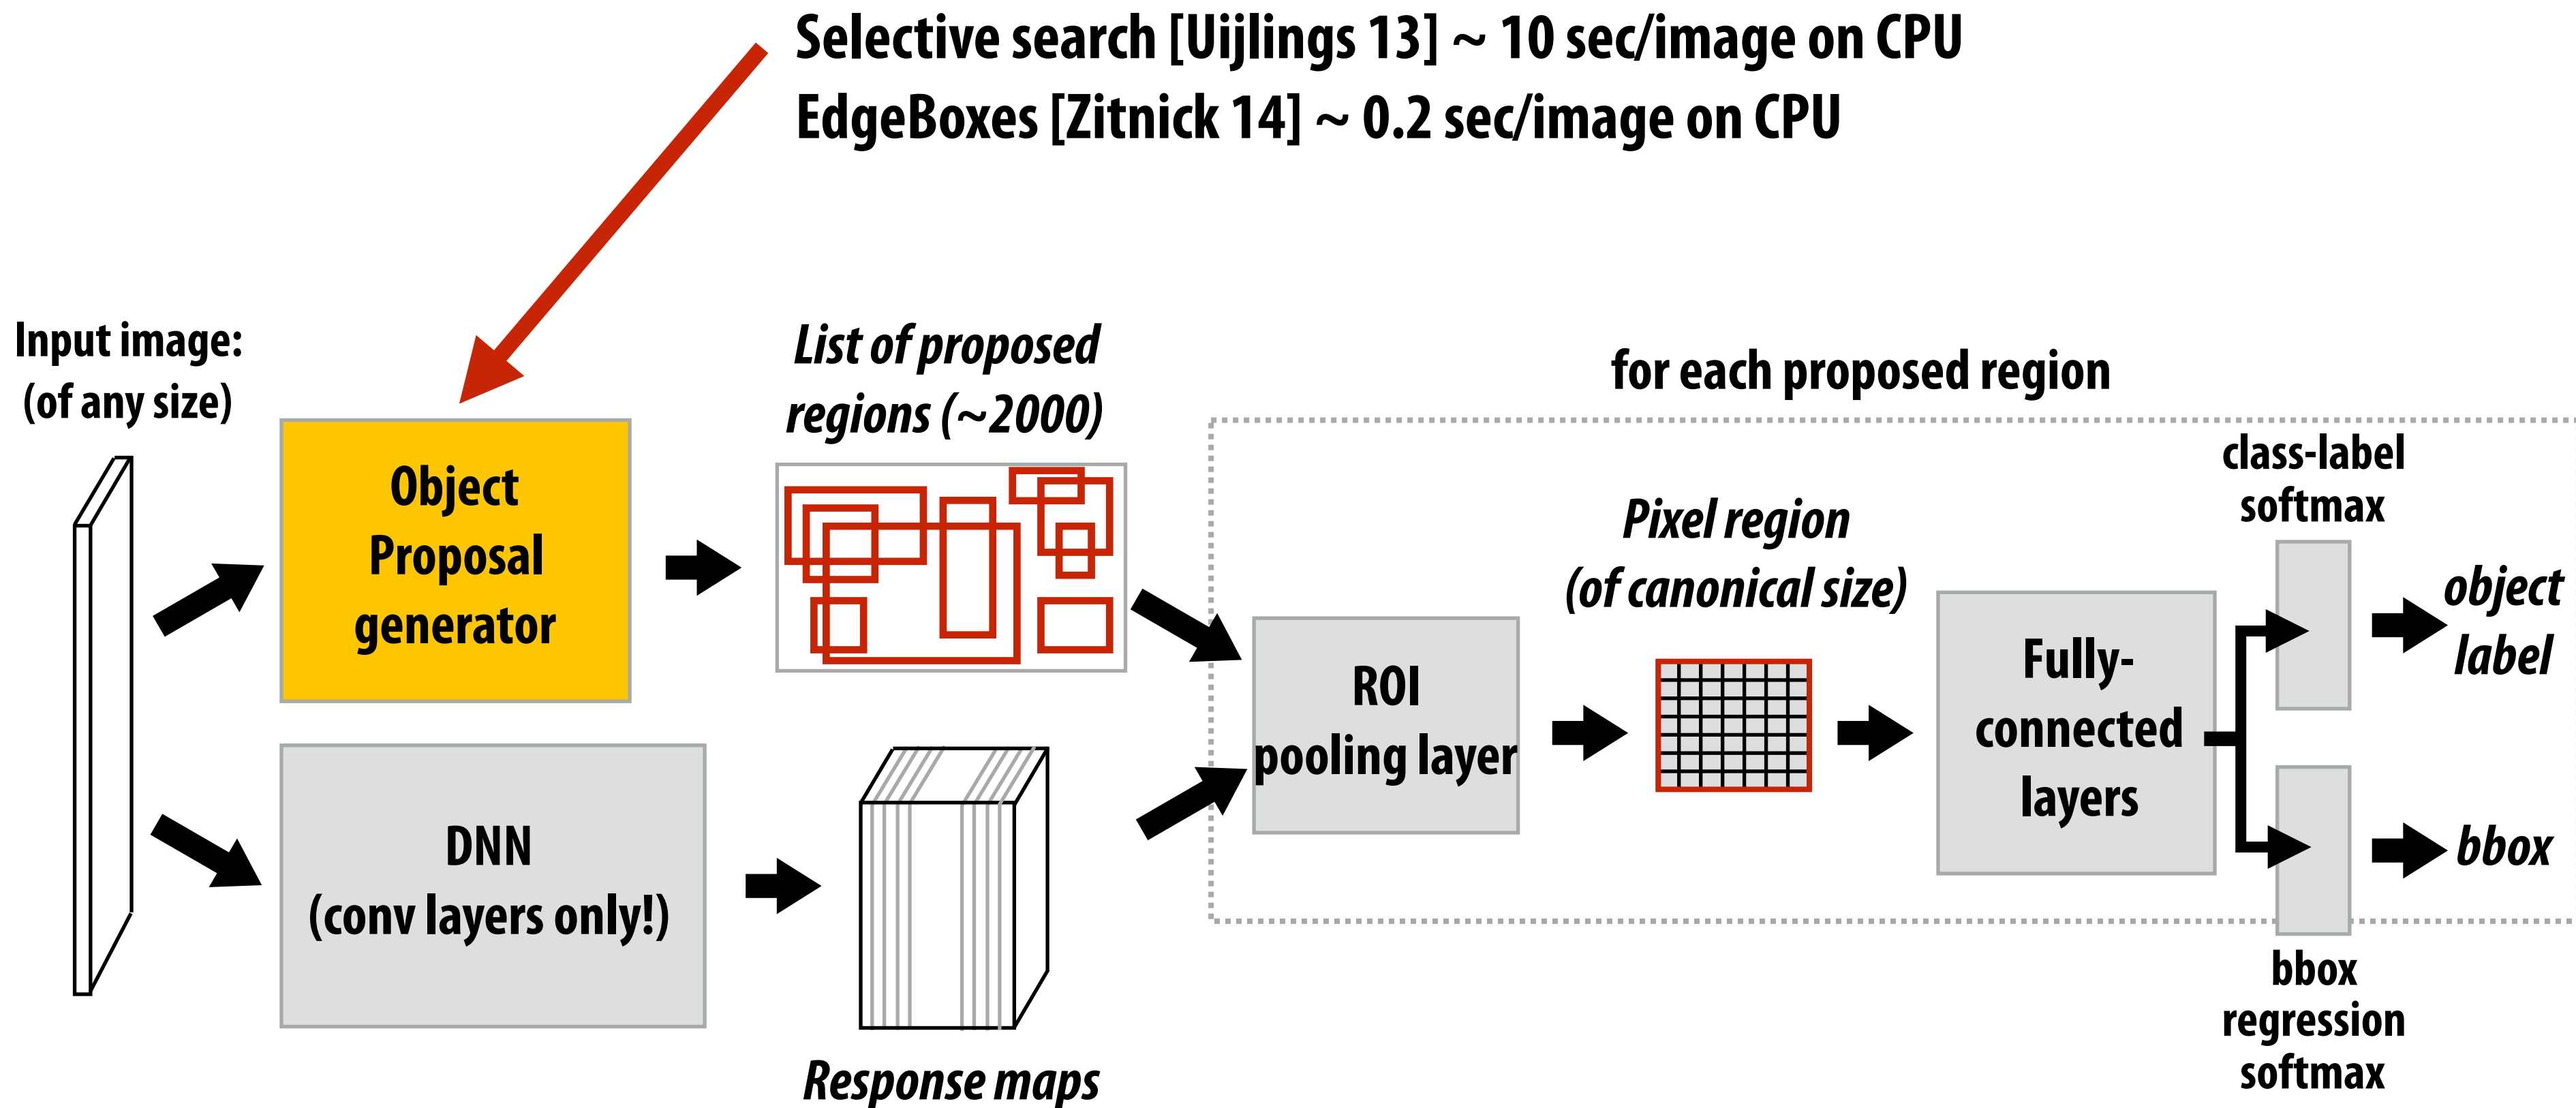 Selective search [Uijlings 13] ~ 10 sec/image on CPU
EdgeBoxes [Zitnick 14] ~ 0.2 sec/image on CPU
Input image:
(of any size)
Object
Proposal
generator
List of proposed
regions (~2000)
DNN
(conv layers only!)
Response maps
for each proposed region
ROI
pooling layer
Pixel region
(of canonical size)
Fully-
connected
layers
class-label
softmax
object
label
bbox
bbox
regression
softmax